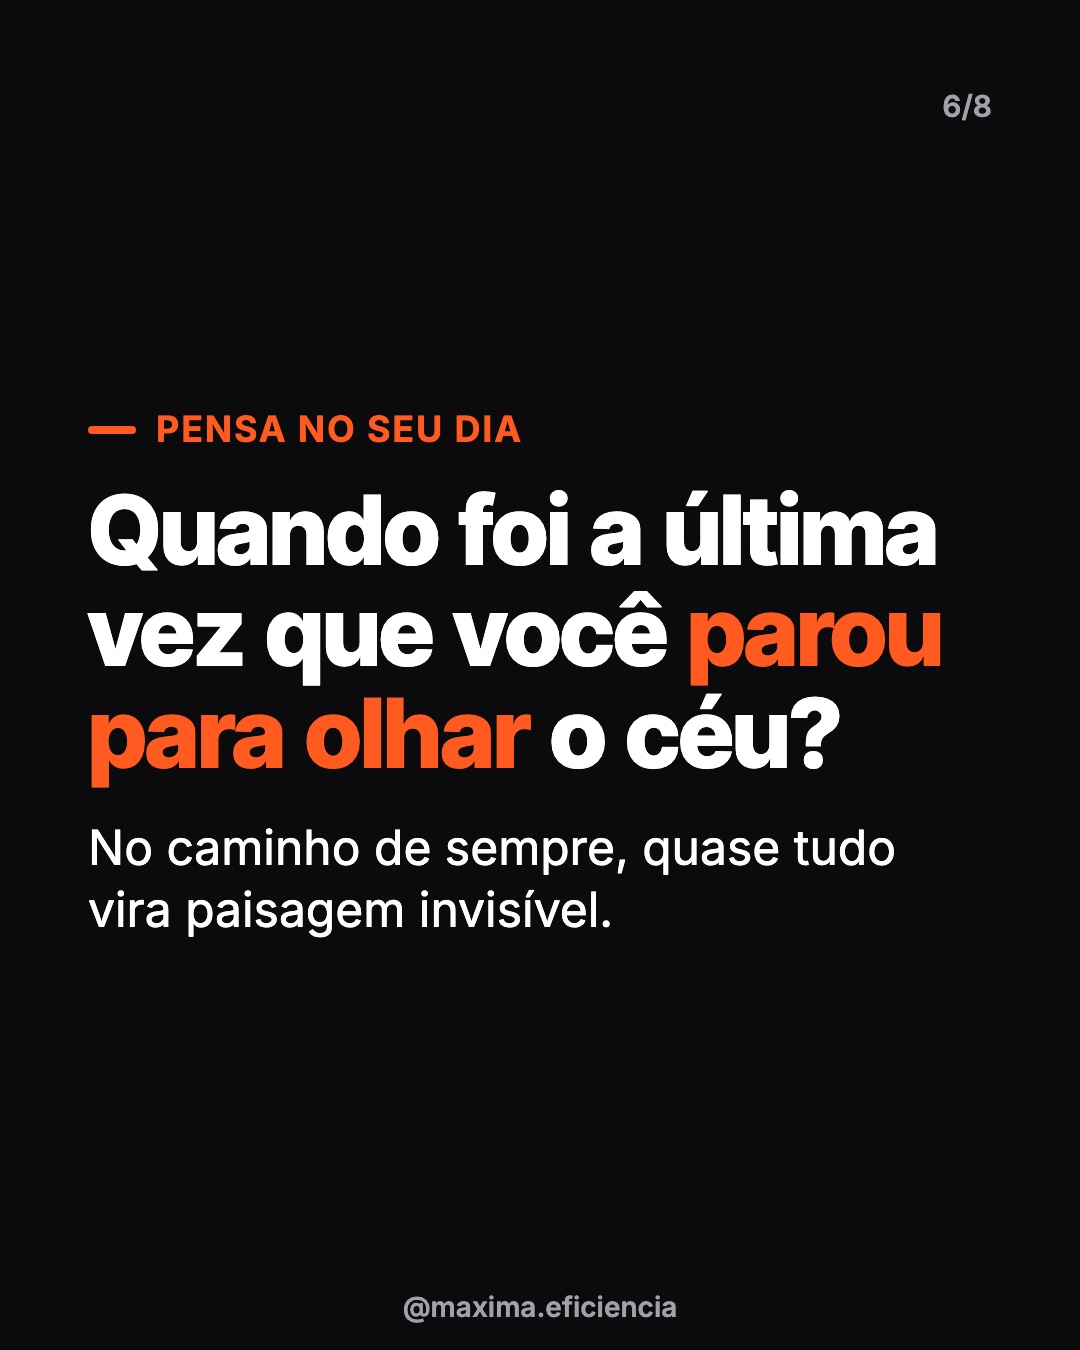 6/8
PENSA NO SEU DIA
Quando foi a última
vez que você parou
para olhar o céu?
No caminho de sempre, quase tudo
vira paisagem invisível.
@maxima.eficiencia